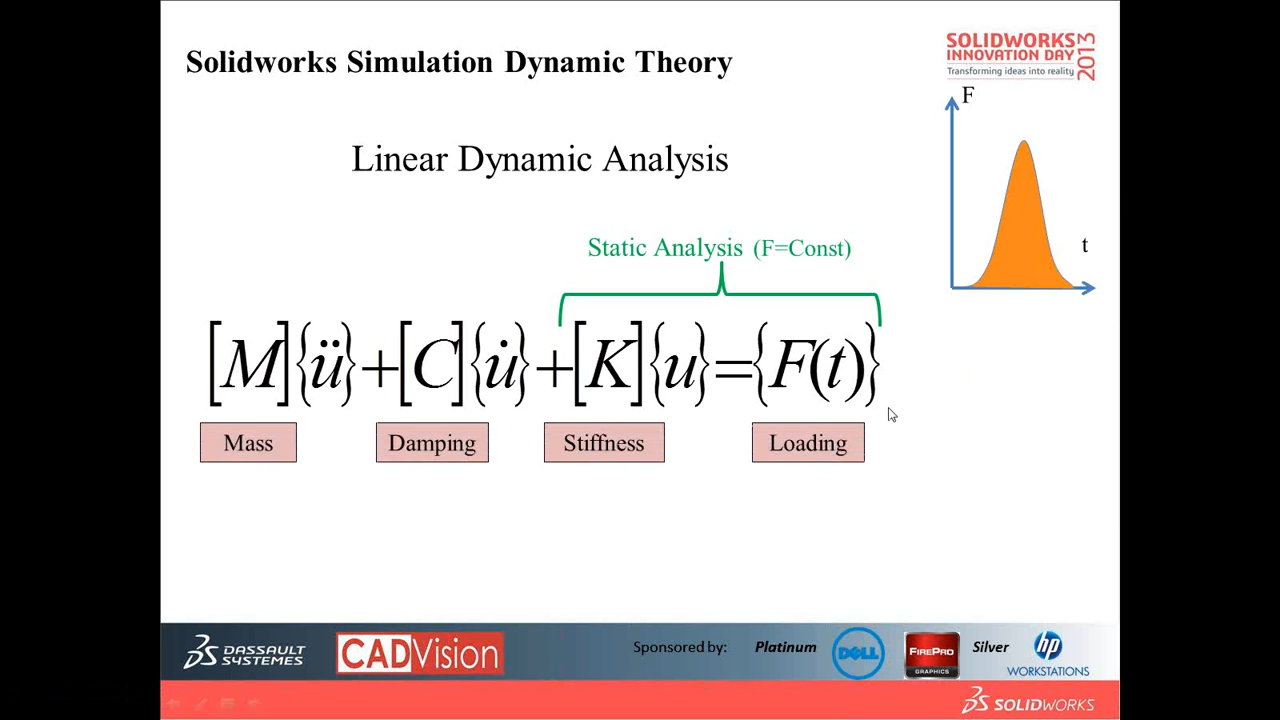 Solidworks Simulation Dynamic Theory
SOLIDWORKS
INNOVATION DAY
2013
Transforming ideas into reality
F
Linear Dynamic Analysis
t
Static Analysis (F=Const)
[M]{ü}+[C]{u̇}+[K]{u}={F(t)}
Mass
Damping
Stiffness
Loading
DASSAULT
SYSTEMES
CADVision
Sponsored by:
Platinum
DELL
FIREPRO
GRAPHICS
Silver
hp
WORKSTATIONS
SOLIDWORKS